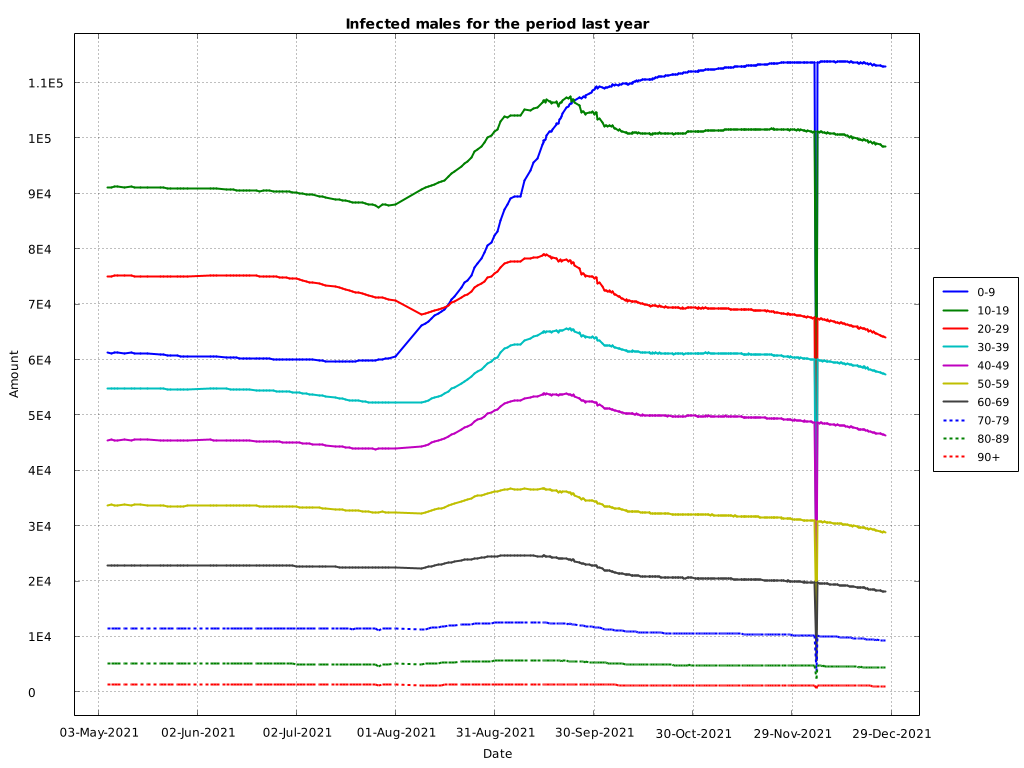 Infected males for the period last year
1.1E5
1E5
9E4
8E4
7E4
6E4
5E4
4E4
3E4
2E4
1E4
0
Amount
03-May-2021 02-Jun-2021 02-Jul-2021 01-Aug-2021 31-Aug-2021 30-Sep-2021 30-Oct-2021 29-Nov-2021 29-Dec-2021
Date
0-9
10-19
20-29
30-39
40-49
50-59
60-69
70-79
80-89
90+